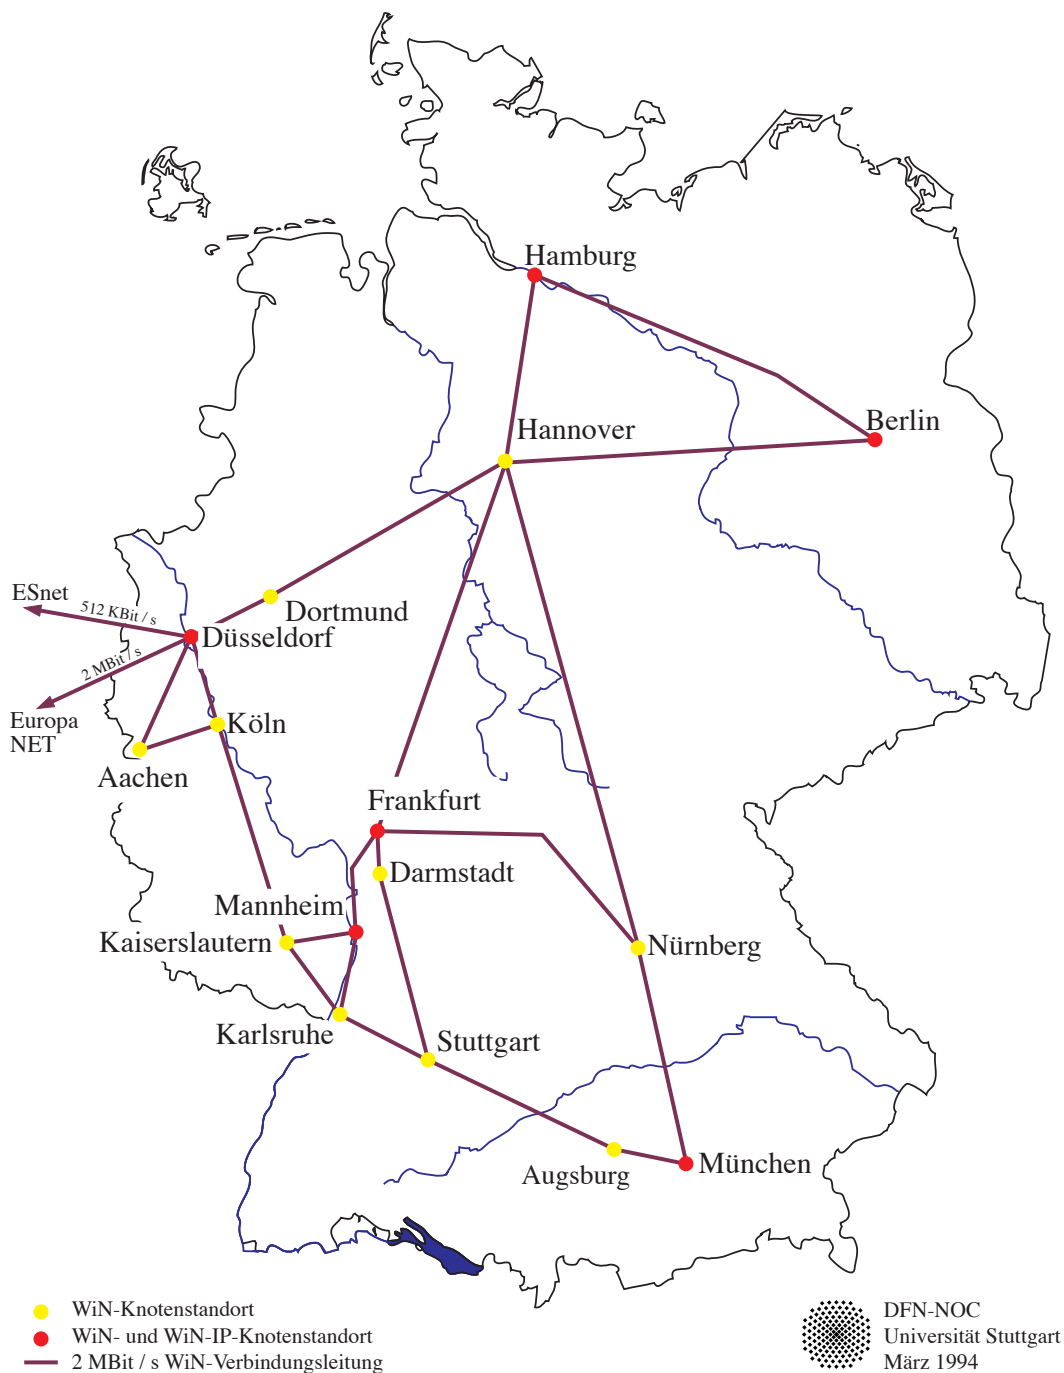 Hamburg
Berlin
Hannover
ESnet
512 KBit / s
Dortmund
Düsseldorf
2 MBit / s
Europa
NET
Köln
Aachen
Frankfurt
Darmstadt
Mannheim
Kaiserslautern
Nürnberg
Karlsruhe
Stuttgart
München
Augsburg
WiN-Knotenstandort
WiN- und WiN-IP-Knotenstandort
2 MBit / s WiN-Verbindungsleitung
DFN-NOC
Universität Stuttgart
März 1994